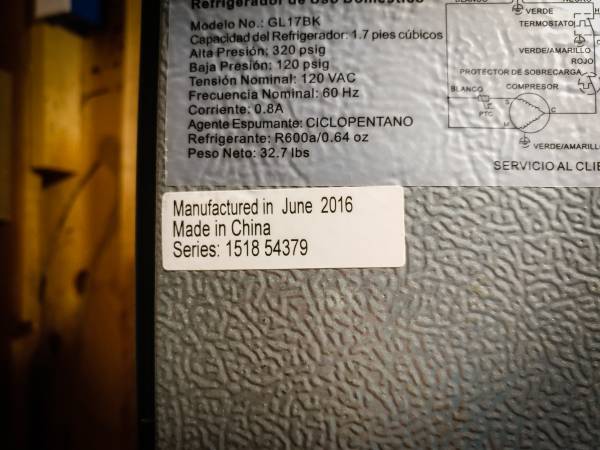 Refrigerador de Uso Doméstico
Modelo No.: GL17BK
Capacidad del Refrigerador: 1.7 pies cúbicos
Alta Presión: 320 psig
Baja Presión: 120 psig
Tensión Nominal: 120 VAC
Frecuencia Nominal: 60 Hz
Corriente: 0.8A
Agente Espumante: CICLOPENTANO
Refrigerante: R600a/0.64 oz
Peso Neto: 32.7 lbs
BLANCO
NEGRO
VERDE
TERMOSTATO
VERDE/AMARILLO
ROJO
PROTECTOR DE SOBRECARGA
COMPRESOR
BLANCO
PTC
S
M
C
VERDE/AMARILL
SERVICIO AL CLIE
Manufactured in June 2016
Made in China
Series: 1518 54379